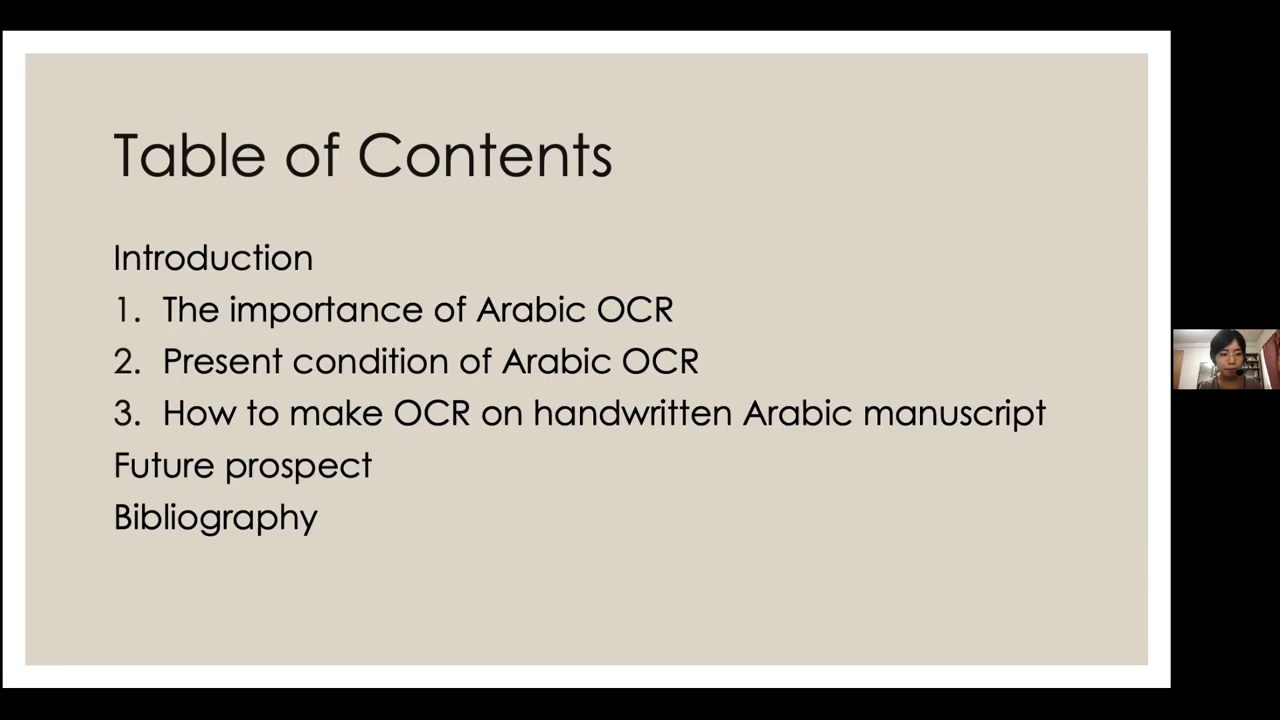 Table of Contents
Introduction
1. The importance of Arabic OCR
2. Present condition of Arabic OCR
3. How to make OCR on handwritten Arabic manuscript
Future prospect
Bibliography